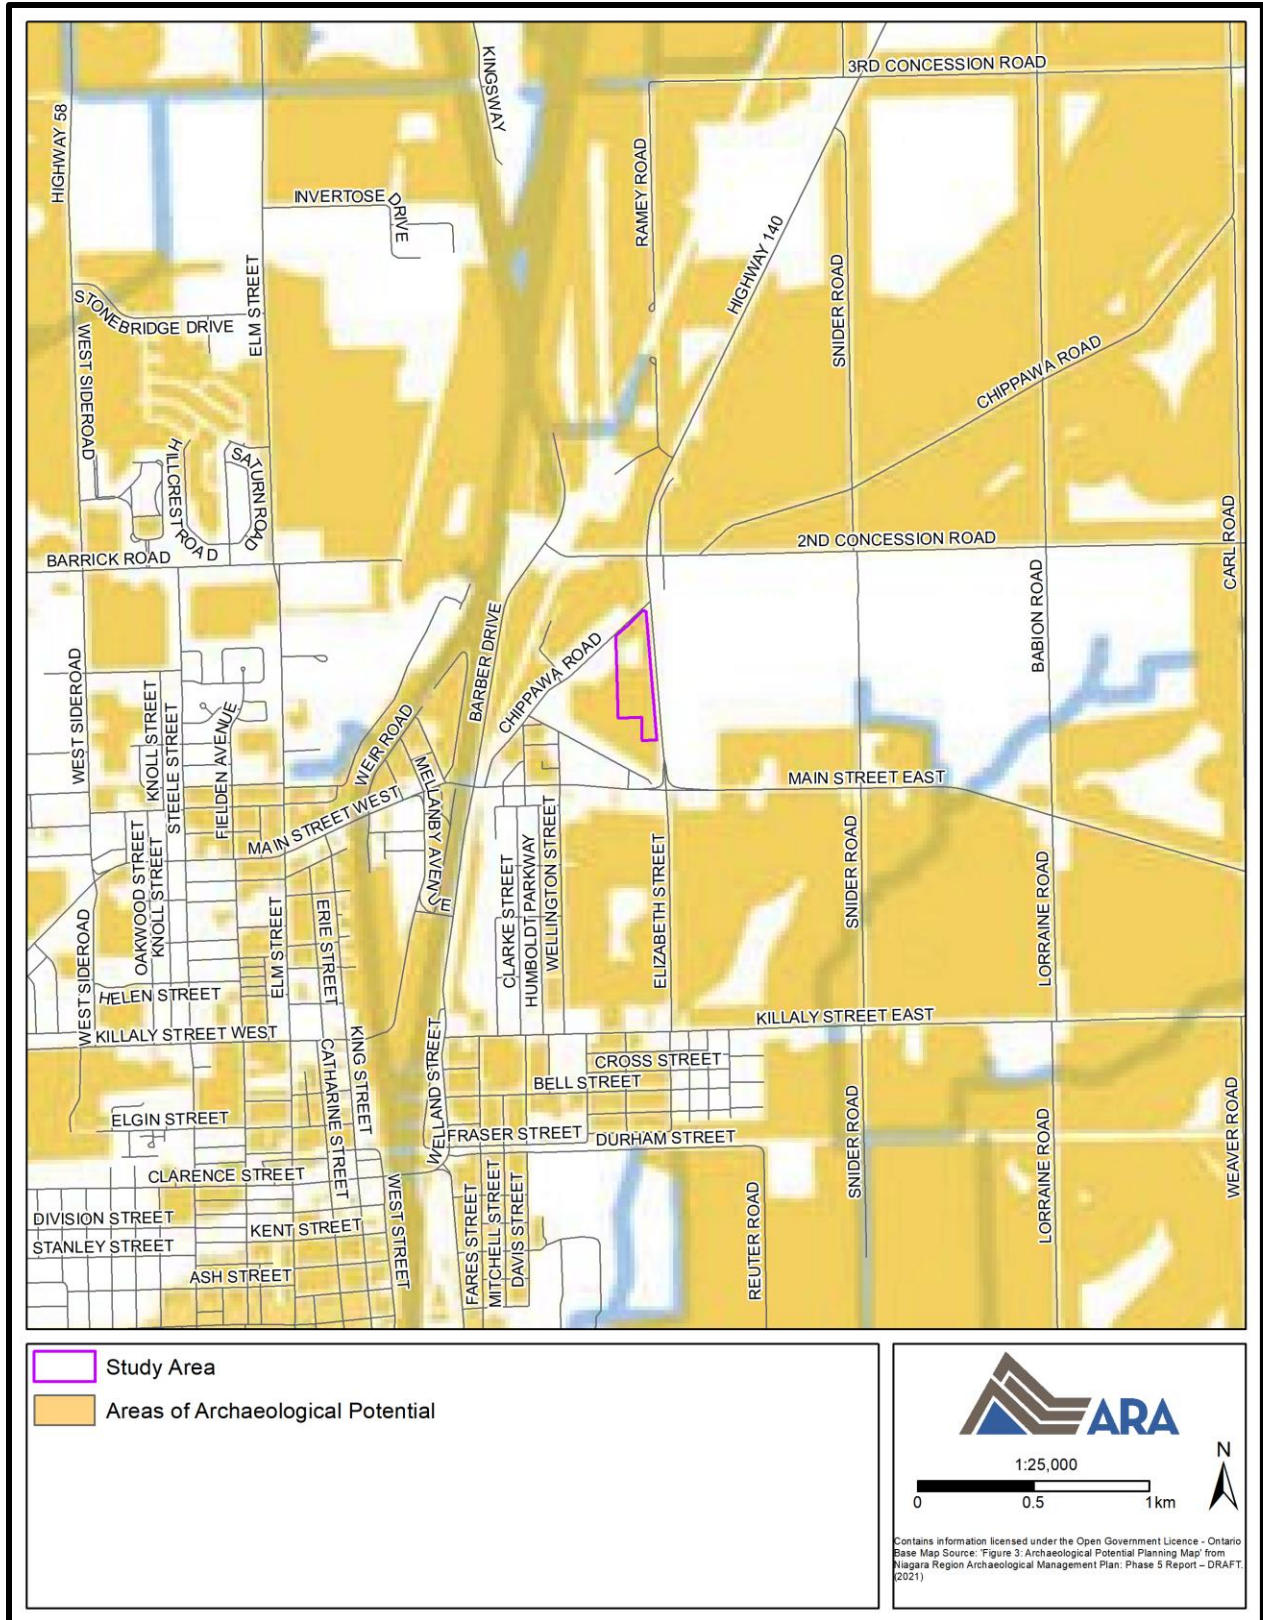 3RD CONCESSION ROAD
KINGSWAY
HIGHWAY 58
RAMEY ROAD
INVERTOSE
DRIVE
HIGHWAY 140
SNIDER ROAD
ELM STREET
STONEBRIDGE DRIVE
WEST SIDEROAD
CHIPPAWA ROAD
HILLCREST ROAD
SATURN ROAD
CARL ROAD
BARRICK ROAD
2ND CONCESSION ROAD
BABION ROAD
BARBER DRIVE
CHIPPAWA ROAD
WEST SIDEROAD
KNOLL STREET
STEELE STREET
FIELDEN AVENUE
WEIR ROAD
MELLANBY AVENUE
MAIN STREET EAST
MAIN STREET WEST
OAKWOOD STREET
KNOLL STREET
CLARKE STREET
HUMBOLDT PARKWAY
WELLINGTON STREET
ELIZABETH STREET
SNIDER ROAD
LORRAINE ROAD
WEST SIDEROAD
ELM STREET
ERIE STREET
HELEN STREET
KILLALY STREET EAST
KILLALY STREET WEST
CATHARINE STREET
KING STREET
WELLAND STREET
CROSS STREET
BELL STREET
ELGIN STREET
FRASER STREET
DURHAM STREET
SNIDER ROAD
LORRAINE ROAD
WEAVER ROAD
CLARENCE STREET
WEST STREET
FARES STREET
MITCHELL STREET
DAVIS STREET
REUTER ROAD
DIVISION STREET
KENT STREET
STANLEY STREET
ASH STREET
Study Area
Areas of Archaeological Potential
ARA
1:25,000
N
0 0.5 1km
Contains information licensed under the Open Government Licence - Ontario
Base Map Source: 'Figure 3: Archaeological Potential Planning Map' from
Niagara Region Archaeological Management Plan: Phase 5 Report – DRAFT.
(2021)